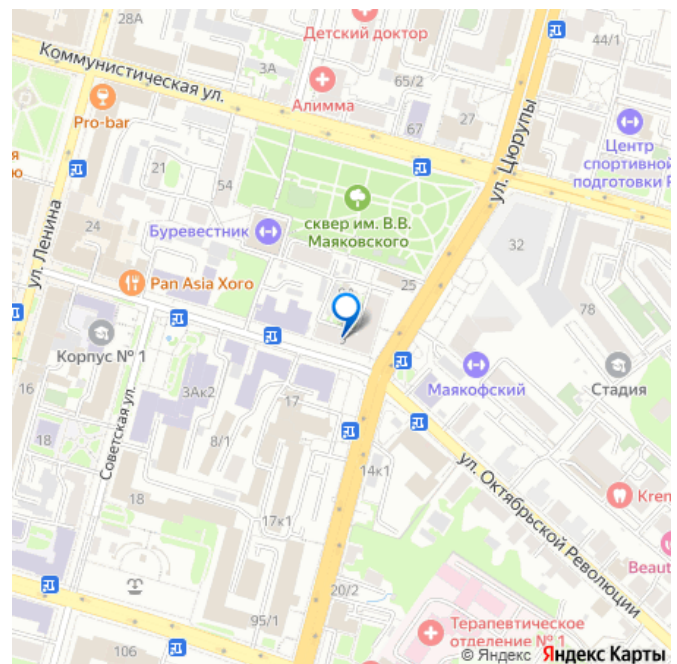 28А
44/1
Детский доктор
Коммунистическая ул.
3А
65/2
Алимма
Pro-bar
67
27
Центр
спортивной
подготовки Р
ул. Цюрупы
я
ю
21
54
24
сквер им. В.В.
Маяковского
Буревестник
32
ул. Ленина
Pan Asia Xoro
25
78
Корпус № 1
Маякофский
Стадия
16
3Ак2
17
18
8/1
Советская ул.
14к1
ул. Октябрьской Революции
Krem
18
17к1
Beaut
20/2
95/1
Терапевтическое
отделение № 1
106
© Яндекс Яндекс Карты